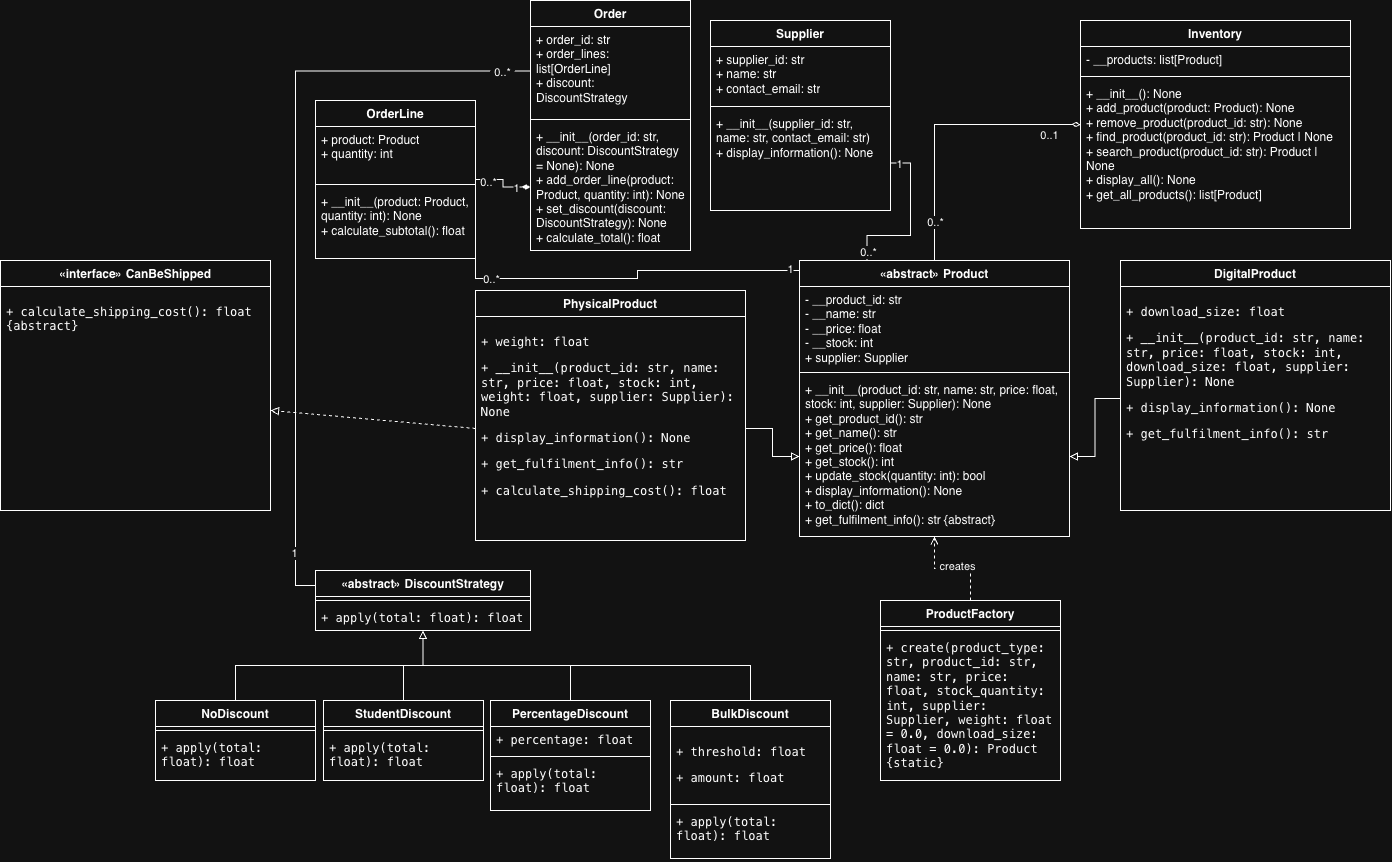 Order
+ order_id: str
+ order_lines:
list[OrderLine]
+ discount:
DiscountStrategy
+ __init__(order_id: str,
discount: DiscountStrategy
= None): None
+ add_order_line(product:
Product, quantity: int): None
+ set_discount(discount:
DiscountStrategy): None
+ calculate_total(): float
Supplier
+ supplier_id: str
+ name: str
+ contact_email: str
+ __init__(supplier_id: str,
name: str, contact_email: str)
+ display_information(): None
Inventory
- __products: list[Product]
+ __init__(): None
+ add_product(product: Product): None
+ remove_product(product_id: str): None
+ find_product(product_id: str): Product | None
+ search_product(product_id: str): Product |
None
+ display_all(): None
+ get_all_products(): list[Product]
0..*
OrderLine
+ product: Product
+ quantity: int
+ __init__(product: Product,
quantity: int): None
+ calculate_subtotal(): float
0..*
1
1
0..*
0..1
0..*
0..*
1
«interface» CanBeShipped
+ calculate_shipping_cost(): float
{abstract}
PhysicalProduct
+ weight: float
+ __init__(product_id: str, name:
str, price: float, stock: int,
weight: float, supplier: Supplier):
None
+ display_information(): None
+ get_fulfilment_info(): str
+ calculate_shipping_cost(): float
«abstract» Product
- __product_id: str
- __name: str
- __price: float
- __stock: int
+ supplier: Supplier
+ __init__(product_id: str, name: str, price: float,
stock: int, supplier: Supplier): None
+ get_product_id(): str
+ get_name(): str
+ get_price(): float
+ get_stock(): int
+ update_stock(quantity: int): bool
+ display_information(): None
+ to_dict(): dict
+ get_fulfilment_info(): str {abstract}
DigitalProduct
+ download_size: float
+ __init__(product_id: str, name:
str, price: float, stock: int,
download_size: float, supplier:
Supplier): None
+ display_information(): None
+ get_fulfilment_info(): str
1
«abstract» DiscountStrategy
+ apply(total: float): float
creates
ProductFactory
+ create(product_type:
str, product_id: str,
name: str, price:
float, stock_quantity:
int, supplier:
Supplier, weight: float
= 0.0, download_size:
float = 0.0): Product
{static}
NoDiscount
+ apply(total:
float): float
StudentDiscount
+ apply(total:
float): float
PercentageDiscount
+ percentage: float
+ apply(total:
float): float
BulkDiscount
+ threshold: float
+ amount: float
+ apply(total:
float): float